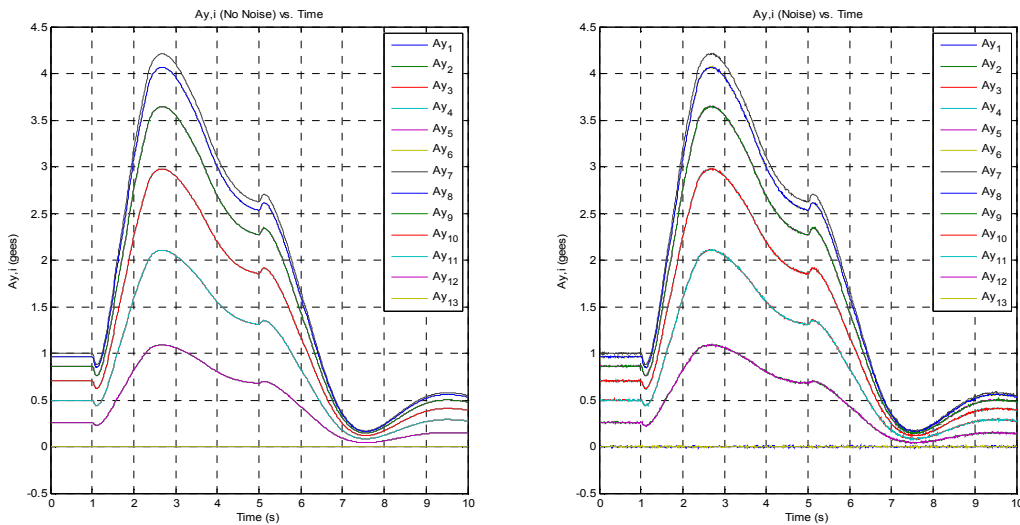 Ay,i (No Noise) vs. Time
4.5
4
3.5
3
2.5
2
1.5
1
0.5
0
-0.5
Ay,i (gees)
0 1 2 3 4 5 6 7 8 9 10
Time (s)
Ay1
Ay2
Ay3
Ay4
Ay5
Ay6
Ay7
Ay8
Ay9
Ay10
Ay11
Ay12
Ay13
Ay,i (Noise) vs. Time
4.5
4
3.5
3
2.5
2
1.5
1
0.5
0
-0.5
Ay,i (gees)
0 1 2 3 4 5 6 7 8 9 10
Time (s)
Ay1
Ay2
Ay3
Ay4
Ay5
Ay6
Ay7
Ay8
Ay9
Ay10
Ay11
Ay12
Ay13